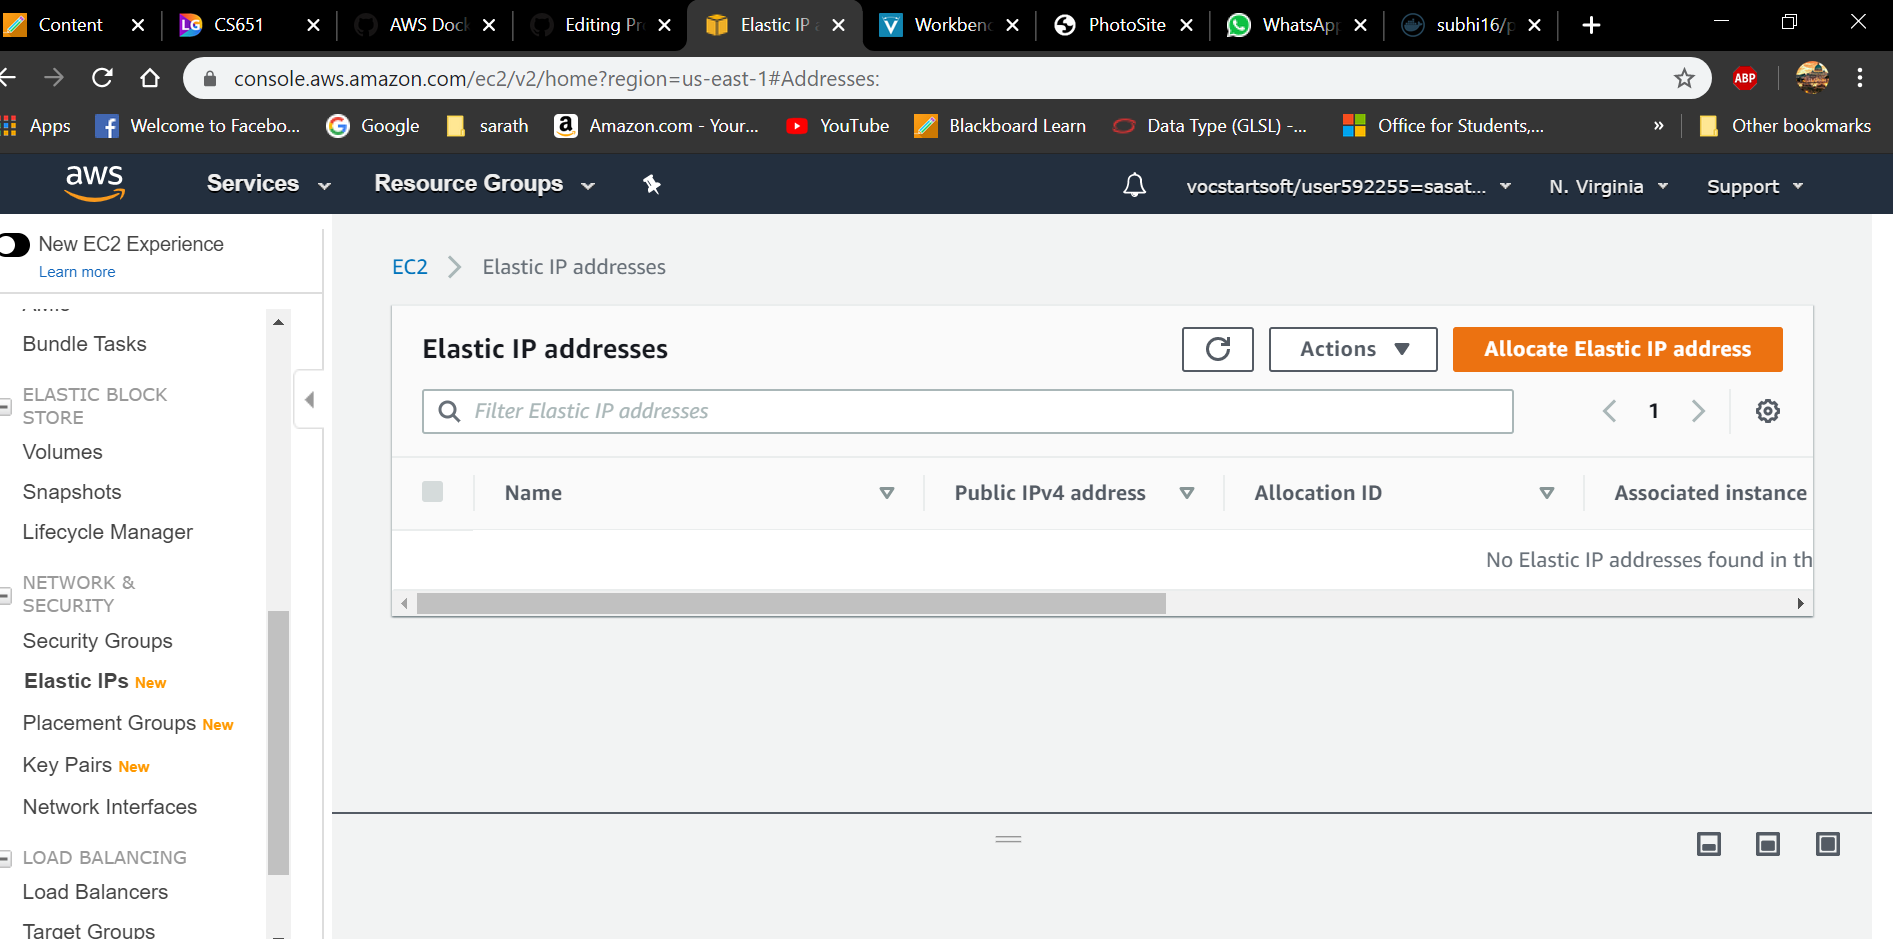 Content
CS651
AWS Dock
Editing Pr
Elastic IP a
Workben
PhotoSite
WhatsApp
subhi16/p
console.aws.amazon.com/ec2/v2/home?region=us-east-1#Addresses:
ABP
Apps
Welcome to Facebo...
Google
sarath
Amazon.com - Your...
YouTube
Blackboard Learn
Data Type (GLSL) -...
Office for Students,...
»
Other bookmarks
aws
Services
Resource Groups
vocstartsoft/user592255=sasat...
N. Virginia
Support
New EC2 Experience
Learn more
AMIs
Bundle Tasks
ELASTIC BLOCK
STORE
Volumes
Snapshots
Lifecycle Manager
NETWORK &
SECURITY
Security Groups
Elastic IPs New
Placement Groups New
Key Pairs New
Network Interfaces
LOAD BALANCING
Load Balancers
Target Groups
EC2 > Elastic IP addresses
Elastic IP addresses
Actions
Allocate Elastic IP address
Filter Elastic IP addresses
1
Name
Public IPv4 address
Allocation ID
Associated instance
No Elastic IP addresses found in th